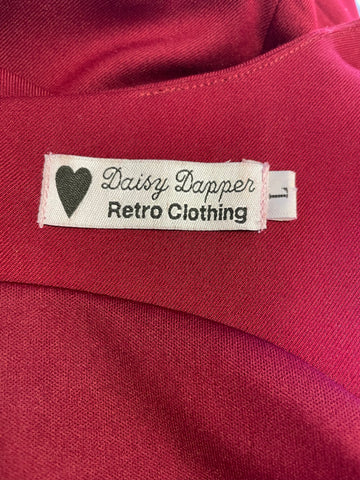 Daisy Dapper
Retro Clothing
L